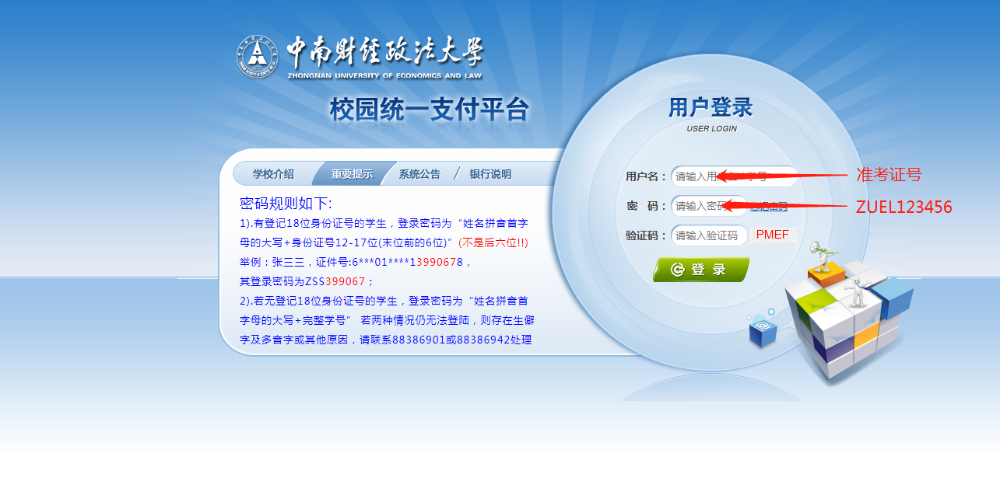 中南财经政法大学
ZHONGNAN UNIVERSITY OF ECONOMICS AND LAW
校园统一支付平台
学校介绍 重要提示 系统公告 / 银行说明
密码规则如下:
1).有登记18位身份证号的学生，登录密码为“姓名拼音首字
母的大写+身份证号12-17位(末位前的6位)”(不是后六位!!)
举例：张三三，证件号:6***01****13990678，
其登录密码为ZSS399067；
2).若无登记18位身份证号的学生，登录密码为“姓名拼音首
字母的大写+完整学号” 若两种情况仍无法登陆，则存在生僻
字及多音字或其他原因，请联系88386901或88386942处理
用户登录
USER LOGIN
用户名： 请输入用 准考证号
密 码： 请输入密码 忘记密码 ZUEL123456
验证码： 请输入验证码 PMEF
登 录